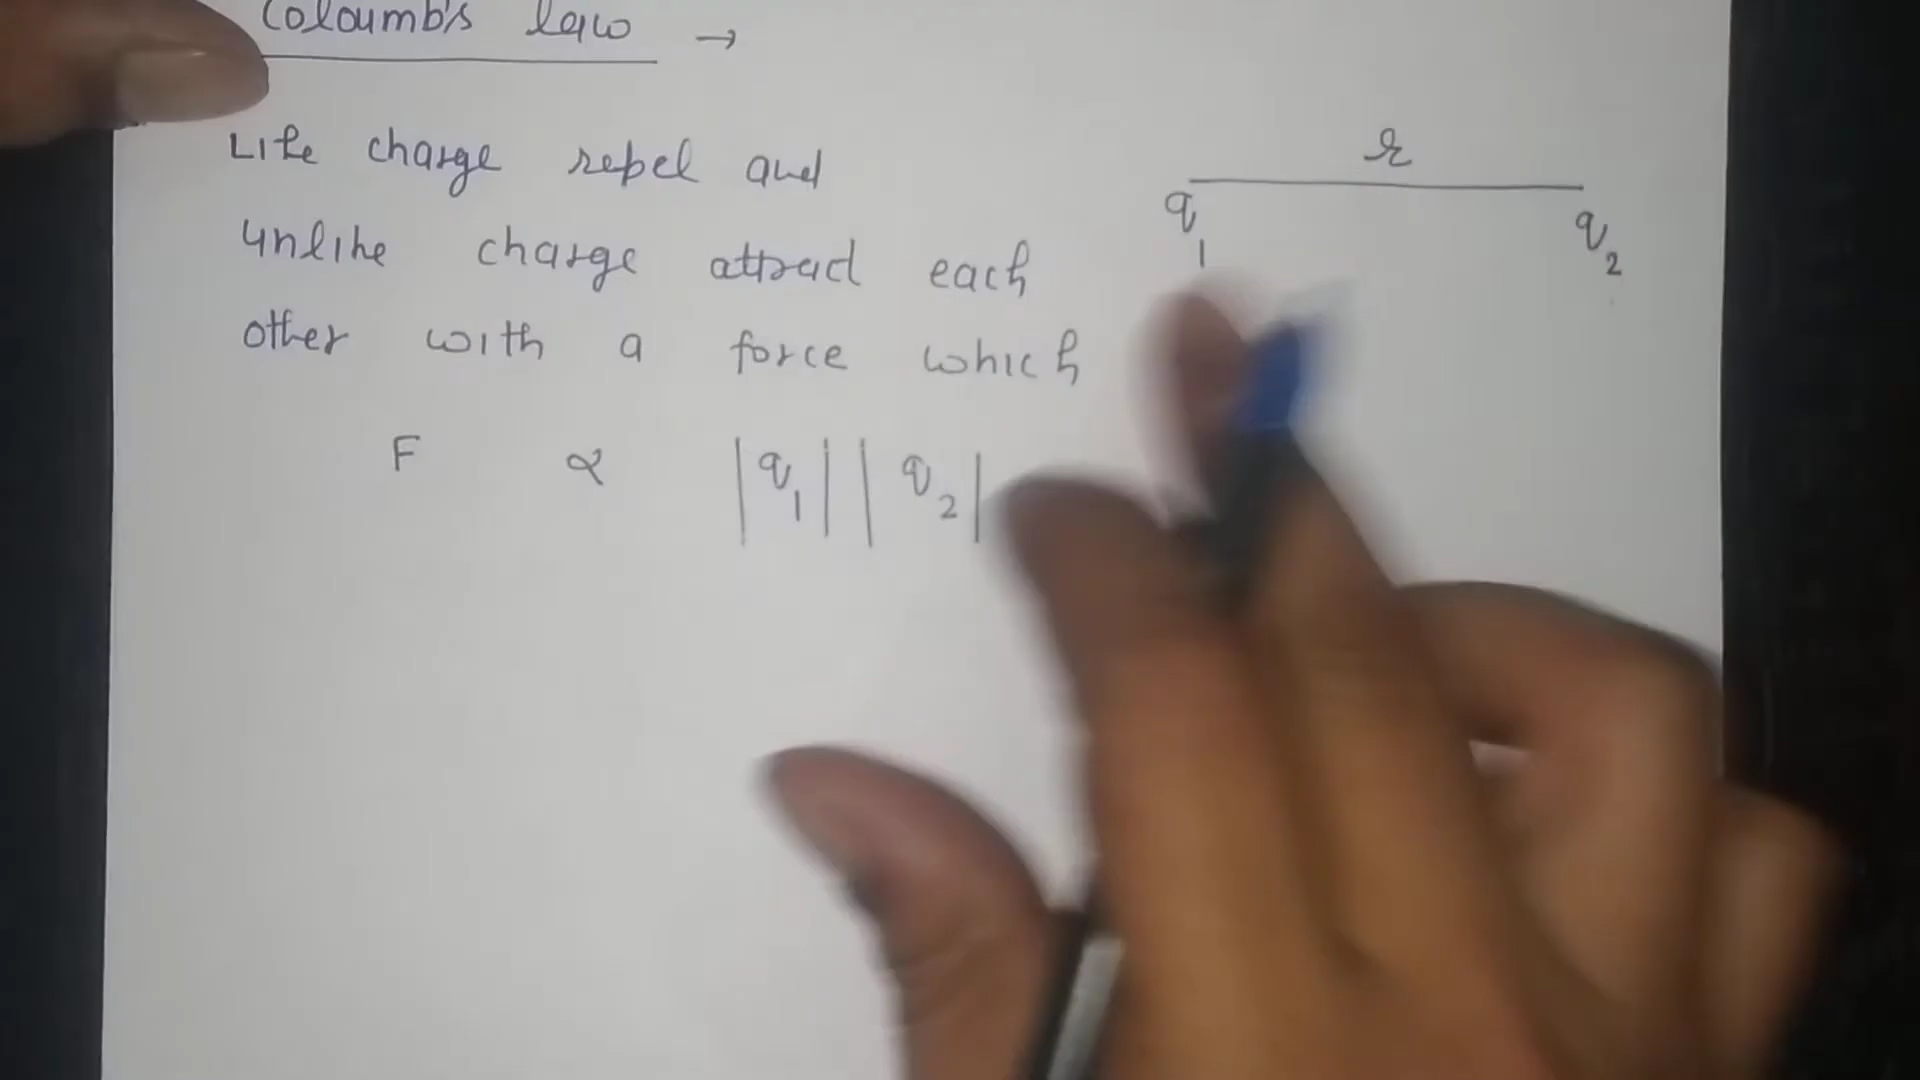 Coloumb's law →
Like charge repel and
unlike charge attract each
other with a force which
F ∝ |q₁| |q₂|
r
q₁ q₂